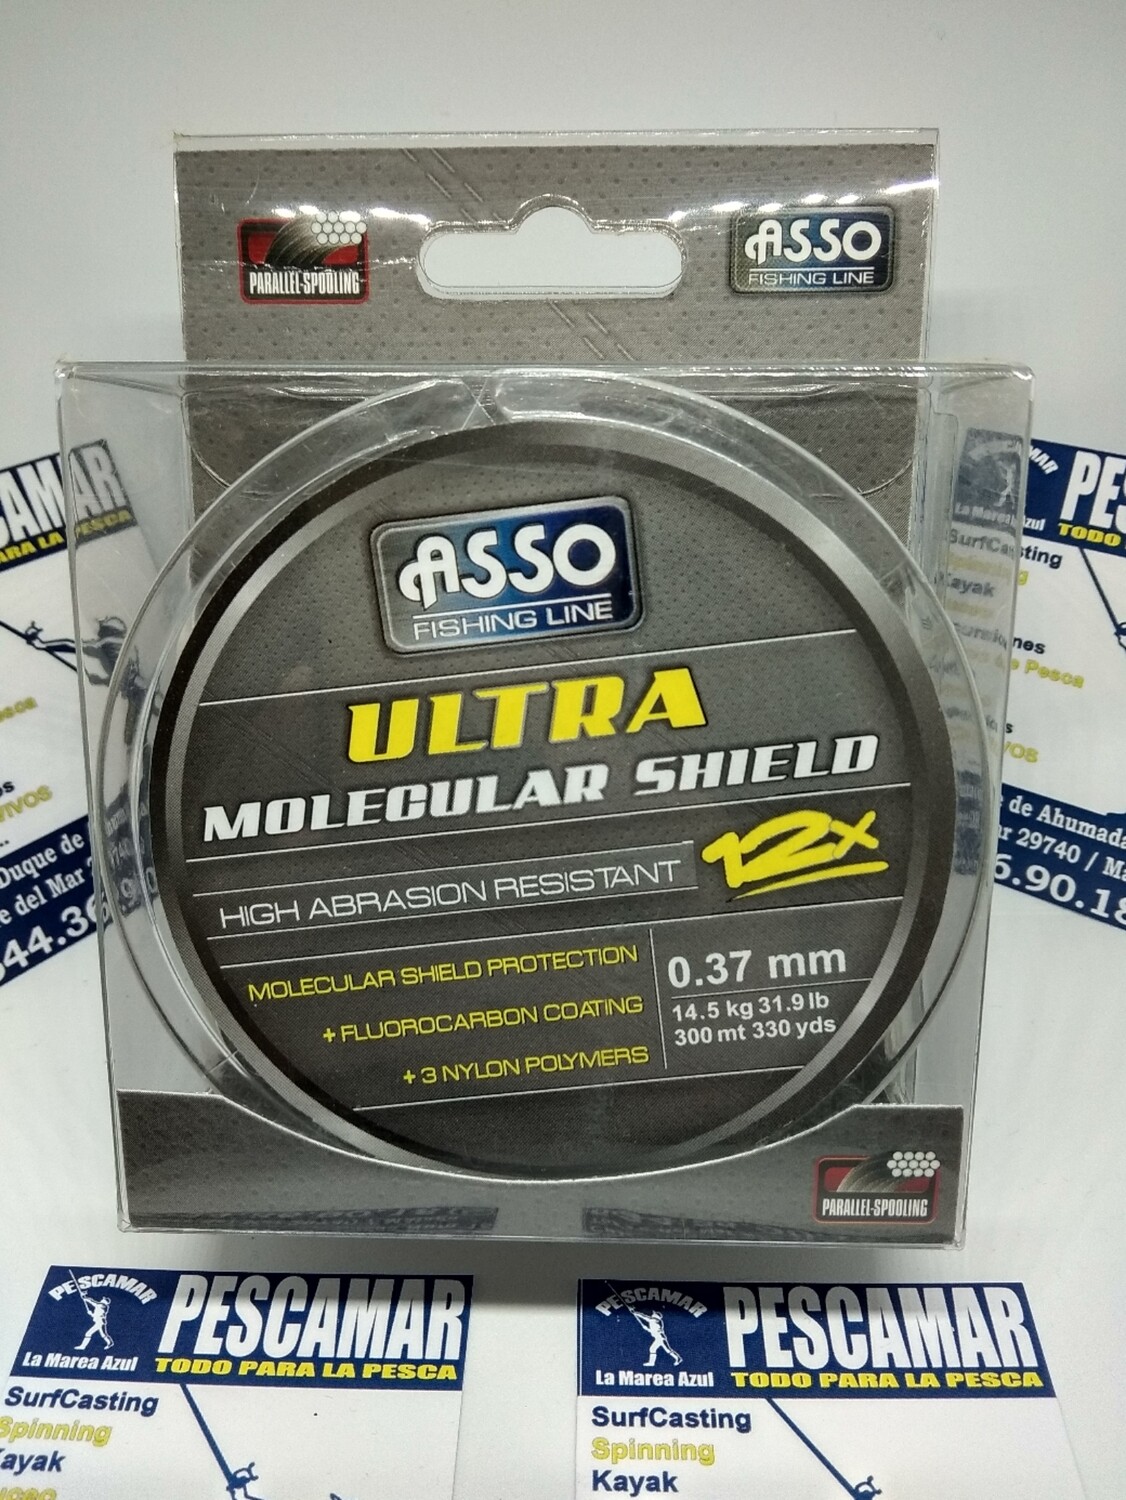 PARALLEL-SPOOLING
ASSO
FISHING LINE
ASSO
FISHING LINE
ULTRA
MOLECULAR SHIELD
12x
HIGH ABRASION RESISTANT
MOLECULAR SHIELD PROTECTION
+ FLUOROCARBON COATING
+ 3 NYLON POLYMERS
0.37 mm
14.5 kg 31.9 lb
300 mt 330 yds
PARALLEL-SPOOLING
PESCAMAR
La Marea Azul
PESCAMAR
TODO PARA LA PESCA
SurfCasting
Spinning
Kayak
PESCAMAR
La Marea Azul
PESCAMAR
TODO PARA LA PESCA
SurfCasting
Spinning
Kayak